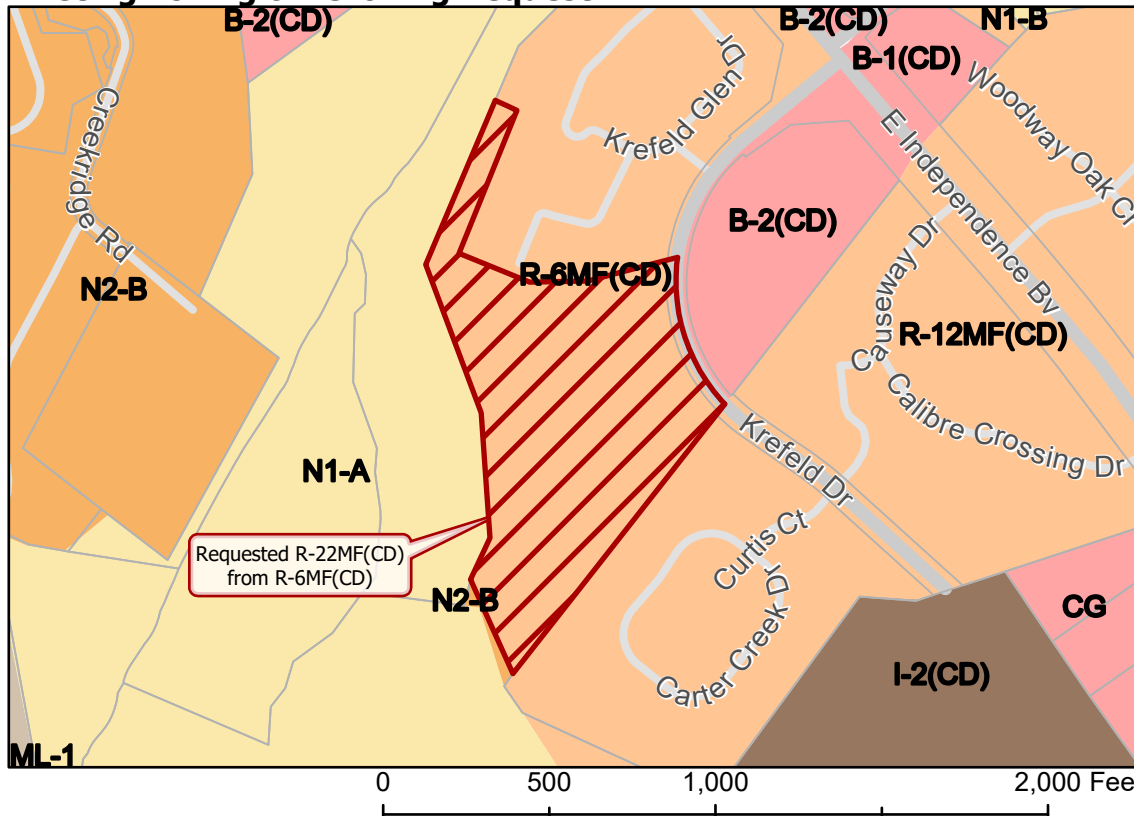 B-2(CD)
B-2(CD)
N1-B
B-1(CD)
Creekridge Rd
Krefeld Glen Dr
E Independence Bv
Woodway Oak
B-2(CD)
R-6MF(CD)
Causeway Dr
N2-B
R-12MF(CD)
Calibre Crossing Dr
Krefeld Dr
N1-A
Requested R-22MF(CD)
from R-6MF(CD)
Curtis Ct
N2-B
Carter Creek Dr
CG
I-2(CD)
ML-1
0 500 1,000 2,000 Fee